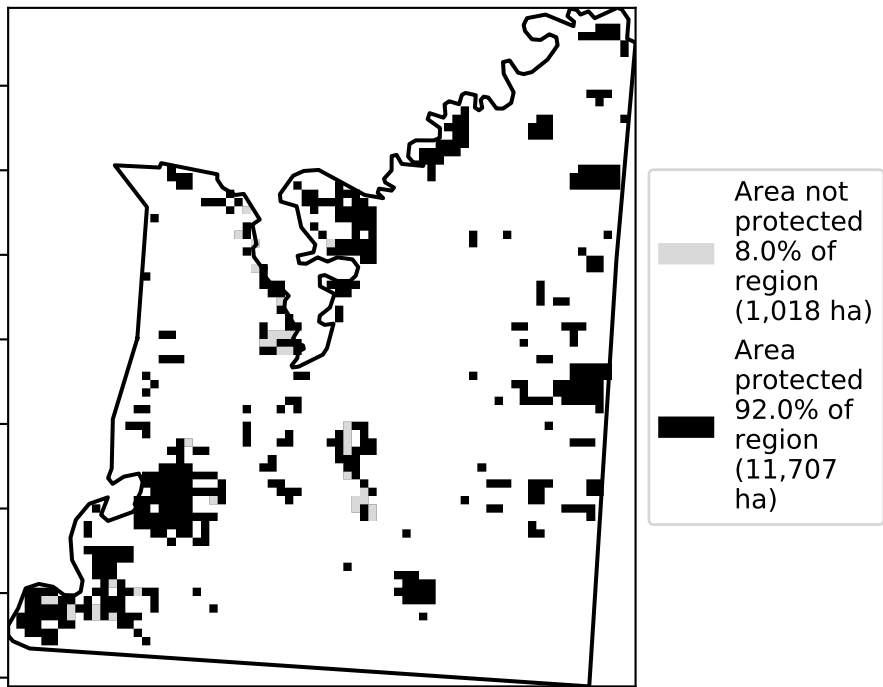 Area not
protected
8.0% of
region
(1,018 ha)
Area
protected
92.0% of
region
(11,707
ha)